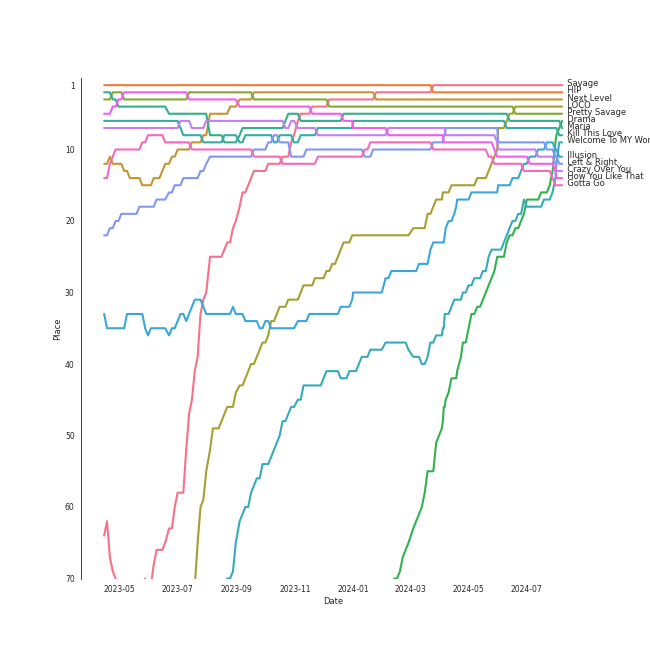 Savage
1
HIP
Next Level
LOCO
Pretty Savage
Drama
Maria
Kill This Love
Welcome To MY Wor
10
Illusion
Left & Right
Crazy Over You
How You Like That
Gotta Go
20
30
Place
40
50
60
70
2023-05 2023-07 2023-09 2023-11 2024-01 2024-03 2024-05 2024-07
Date